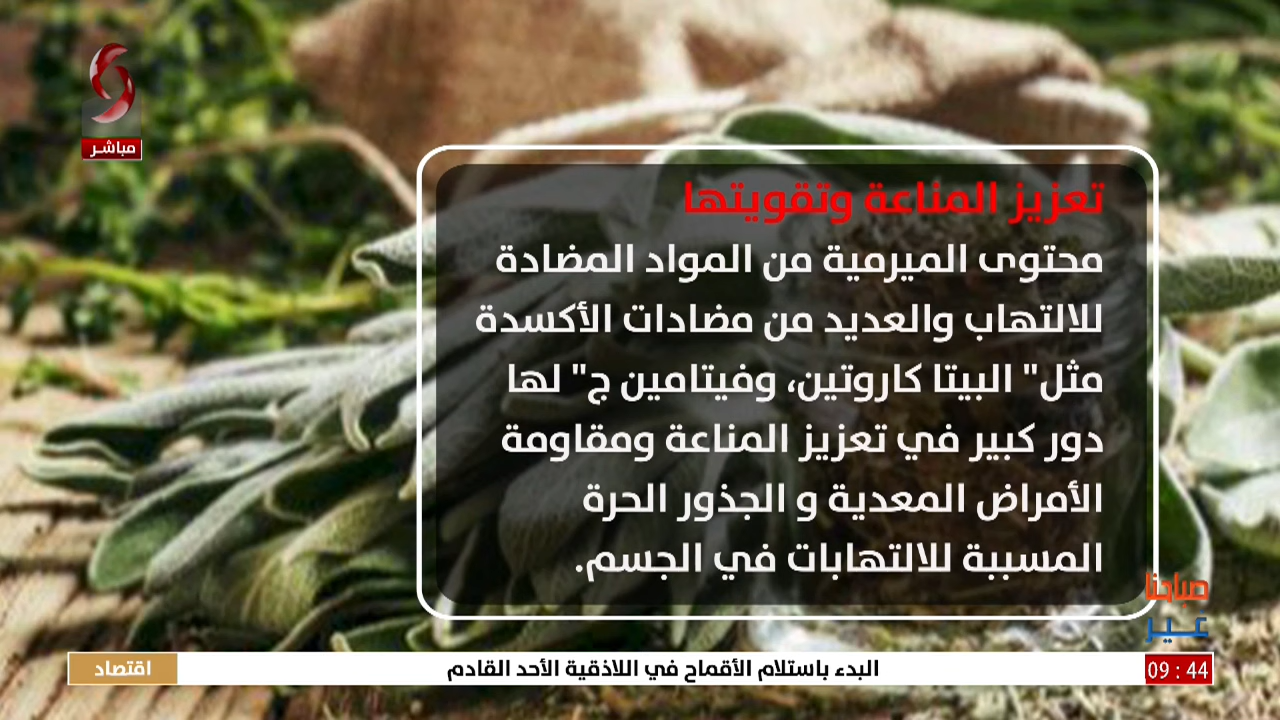 مباشر
تعزيز المناعة وتقويتها
محتوى الميرمية من المواد المضادة
للالتهاب والعديد من مضادات الأكسدة
مثل" البيتا كاروتين، وفيتامين ج" لها
دور كبير في تعزيز المناعة ومقاومة
الأمراض المعدية و الجذور الحرة
المسببة للالتهابات في الجسم.
صباحنا
غير
09 : 44
البدء باستلام الأقماح في اللاذقية الأحد القادم
اقتصاد